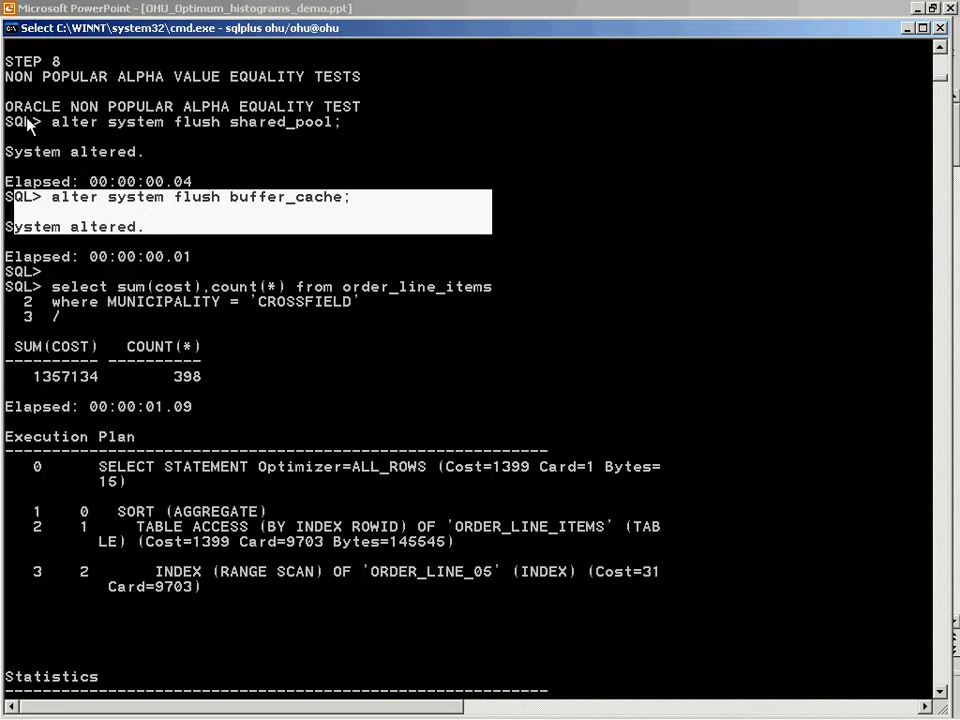 Microsoft PowerPoint - [OHU_Optimum_histograms_demo.ppt]
Select C:\WINNT\system32\cmd.exe - sqlplus ohu/ohu@ohu
STEP 8
NON POPULAR ALPHA VALUE EQUALITY TESTS
ORACLE NON POPULAR ALPHA EQUALITY TEST
SQL> alter system flush shared_pool;
System altered.
Elapsed: 00:00:00.04
SQL> alter system flush buffer_cache;
System altered.
Elapsed: 00:00:00.01
SQL>
SQL> select sum(cost),count(*) from order_line_items
2 where MUNICIPALITY = 'CROSSFIELD'
3 /
SUM(COST) COUNT(*)
---------- ----------
1357134 398
Elapsed: 00:00:01.09
Execution Plan
----------------------------------------------------------
0 SELECT STATEMENT Optimizer=ALL_ROWS (Cost=1399 Card=1 Bytes=
15)
1 0 SORT (AGGREGATE)
2 1 TABLE ACCESS (BY INDEX ROWID) OF 'ORDER_LINE_ITEMS' (TAB
LE) (Cost=1399 Card=9703 Bytes=145545)
3 2 INDEX (RANGE SCAN) OF 'ORDER_LINE_05' (INDEX) (Cost=31
Card=9703)
Statistics
----------------------------------------------------------